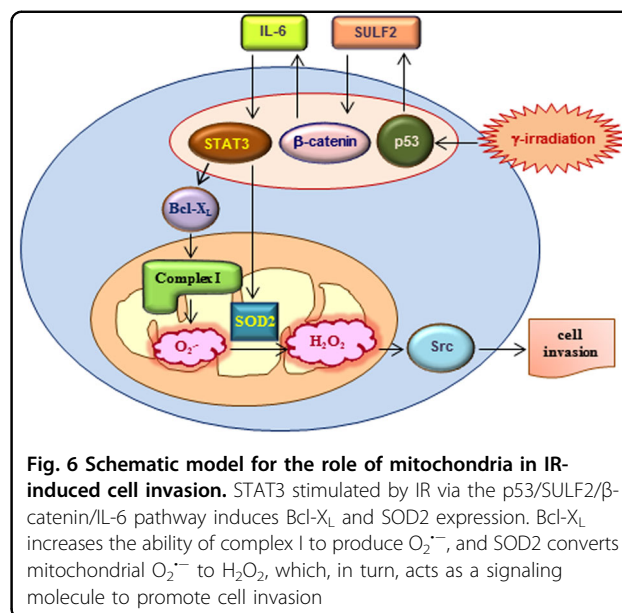 IL-6 SULF2
STAT3 β-catenin p53 γ-irradiation
Bcl-X_L
Complex I
SOD2
O₂·⁻ H₂O₂ Src cell
invasion
Fig. 6 Schematic model for the role of mitochondria in IR-
induced cell invasion. STAT3 stimulated by IR via the p53/SULF2/β-
catenin/IL-6 pathway induces Bcl-X_L and SOD2 expression. Bcl-X_L
increases the ability of complex I to produce O₂·⁻, and SOD2 converts
mitochondrial O₂·⁻ to H₂O₂, which, in turn, acts as a signaling
molecule to promote cell invasion